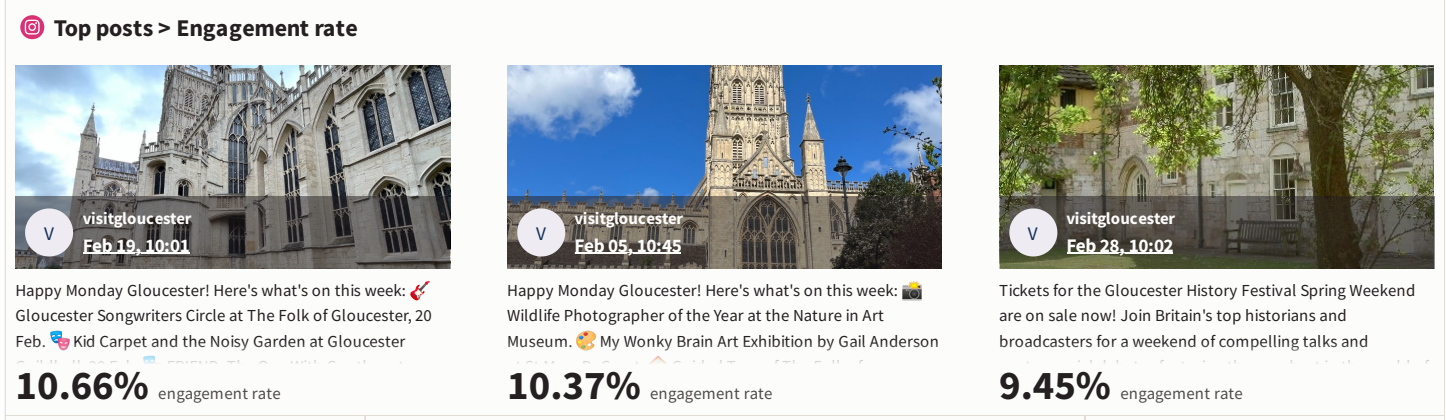 Top posts > Engagement rate
V
visitgloucester
Feb 19, 10:01
Happy Monday Gloucester! Here's what's on this week: 🎸
Gloucester Songwriters Circle at The Folk of Gloucester, 20
Feb. 🎭 Kid Carpet and the Noisy Garden at Gloucester
10.66% engagement rate
V
visitgloucester
Feb 05, 10:45
Happy Monday Gloucester! Here's what's on this week: 📸
Wildlife Photographer of the Year at the Nature in Art
Museum. 🎨 My Wonky Brain Art Exhibition by Gail Anderson
10.37% engagement rate
V
visitgloucester
Feb 28, 10:02
Tickets for the Gloucester History Festival Spring Weekend
are on sale now! Join Britain's top historians and
broadcasters for a weekend of compelling talks and
9.45% engagement rate